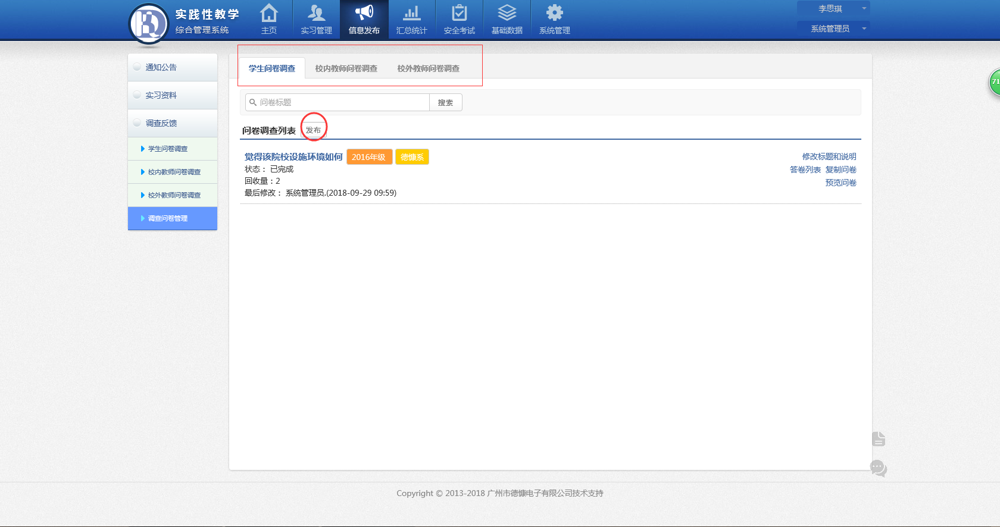 实践性教学
综合管理系统
主页
实习管理
信息发布
汇总统计
安全考试
基础数据
系统管理
李思琪
系统管理员
通知公告
实习资料
调查反馈
学生问卷调查
校内教师问卷调查
校外教师问卷调查
调查问卷管理
学生问卷调查 校内教师问卷调查 校外教师问卷调查
问卷标题 搜索
问卷调查列表 发布
觉得该院校设施环境如何 2016年级 德慷系
状态： 已完成
回收量：2
最后修改： 系统管理员.(2018-09-29 09:59)
修改标题和说明
答卷列表 复制问卷
预览问卷
71
Copyright © 2013-2018 广州市德慷电子有限公司技术支持